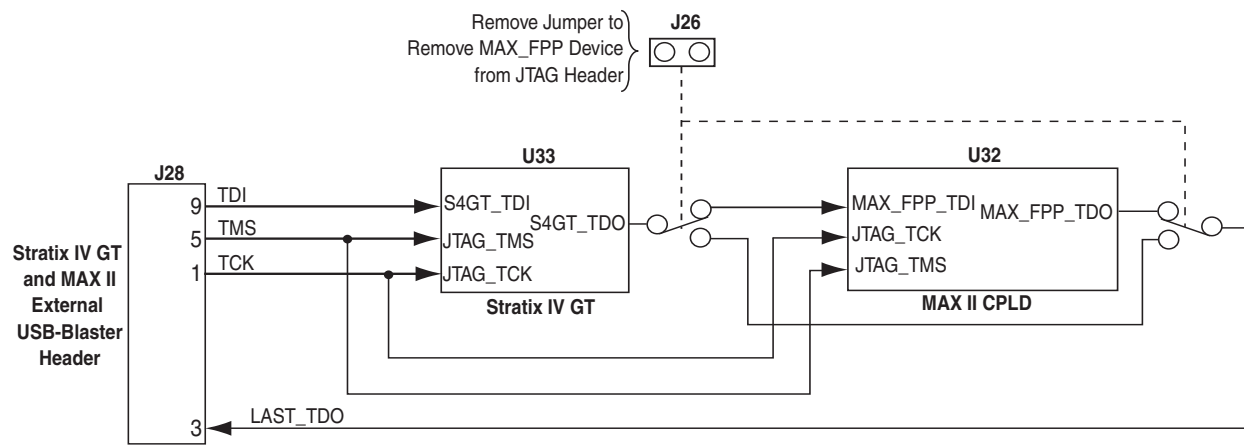 Remove Jumper to
Remove MAX_FPP Device
from JTAG Header
J26
J28
9
TDI
5
TMS
1
TCK
3
LAST_TDO
Stratix IV GT
and MAX II
External
USB-Blaster
Header
U33
S4GT_TDI
S4GT_TDO
JTAG_TMS
JTAG_TCK
Stratix IV GT
U32
MAX_FPP_TDI
MAX_FPP_TDO
JTAG_TCK
JTAG_TMS
MAX II CPLD